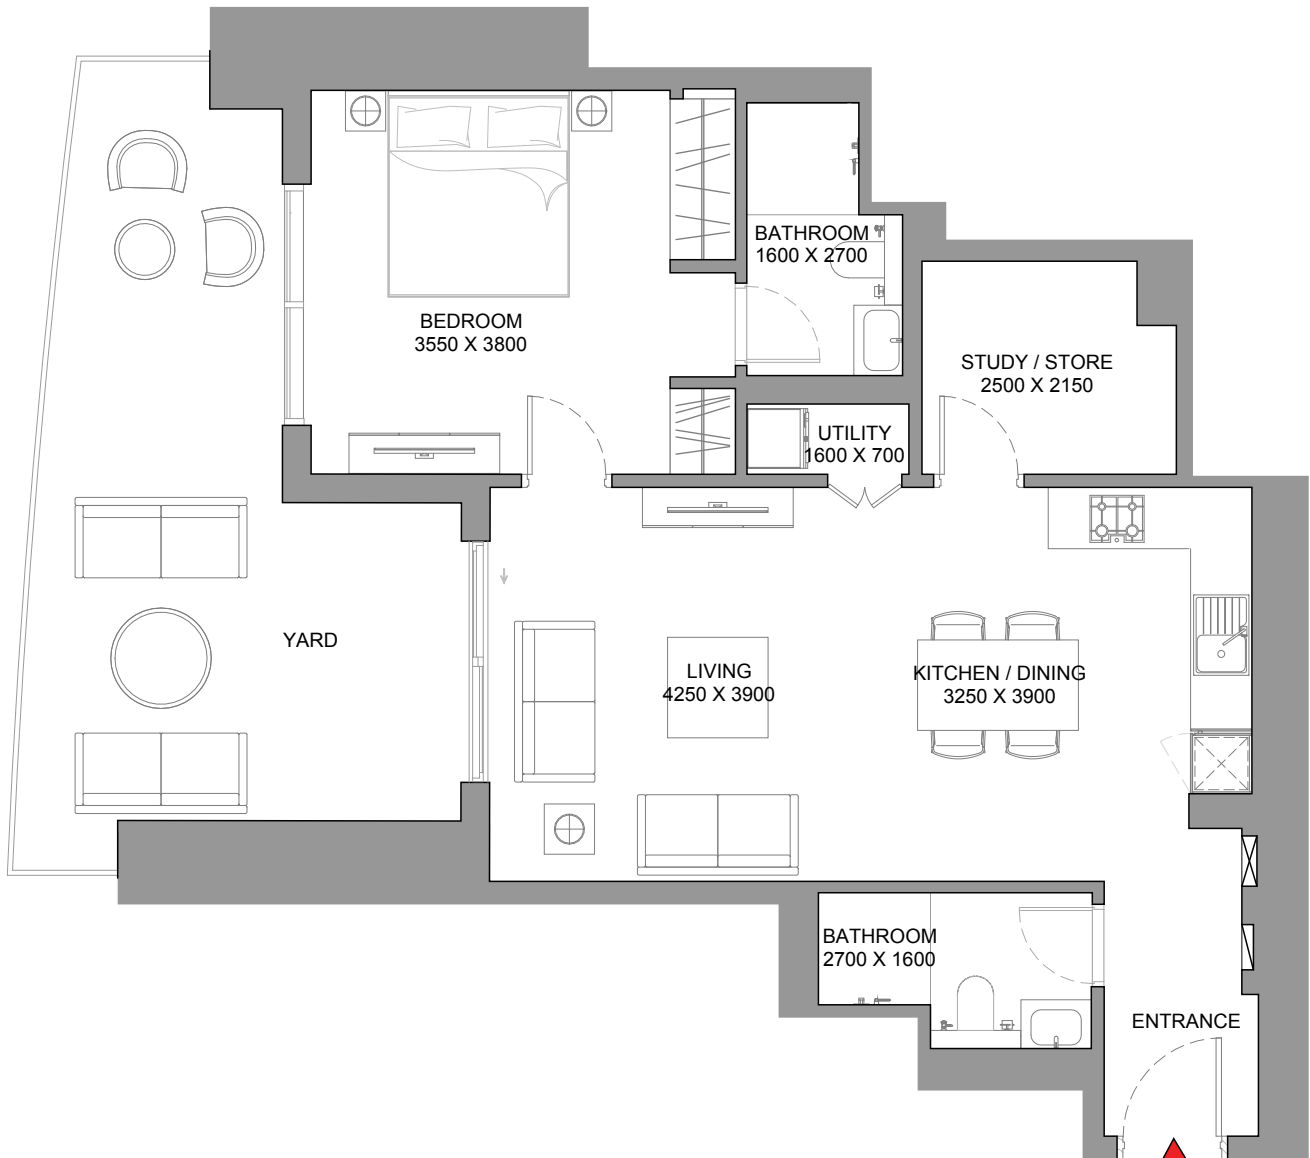 BATHROOM
1600 X 2700
BEDROOM
3550 X 3800
STUDY / STORE
2500 X 2150
UTILITY
1600 X 700
YARD
LIVING
4250 X 3900
KITCHEN / DINING
3250 X 3900
BATHROOM
2700 X 1600
ENTRANCE